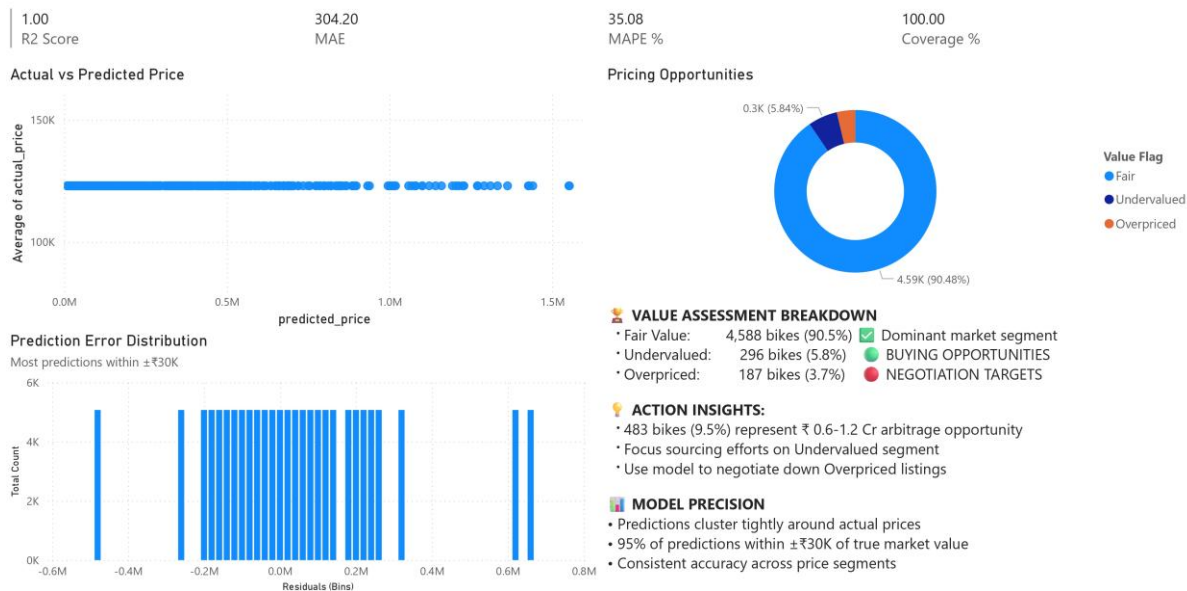 1.00
R2 Score
304.20
MAE
35.08
MAPE %
100.00
Coverage %
Actual vs Predicted Price
Average of actual_price
150K
100K
0.0M
0.5M
1.0M
1.5M
predicted_price
Prediction Error Distribution
Most predictions within ±₹30K
Total Count
6K
4K
2K
0K
-0.6M
-0.4M
-0.2M
0.0M
0.2M
0.4M
0.6M
0.8M
Residuals (Bins)
Pricing Opportunities
0.3K (5.84%)
4.59K (90.48%)
Value Flag
Fair
Undervalued
Overpriced
🏆 VALUE ASSESSMENT BREAKDOWN
• Fair Value: 4,588 bikes (90.5%) ✅ Dominant market segment
• Undervalued: 296 bikes (5.8%) 🟢 BUYING OPPORTUNITIES
• Overpriced: 187 bikes (3.7%) 🔴 NEGOTIATION TARGETS
💡 ACTION INSIGHTS:
• 483 bikes (9.5%) represent ₹ 0.6-1.2 Cr arbitrage opportunity
• Focus sourcing efforts on Undervalued segment
• Use model to negotiate down Overpriced listings
📊 MODEL PRECISION
• Predictions cluster tightly around actual prices
• 95% of predictions within ±₹30K of true market value
• Consistent accuracy across price segments